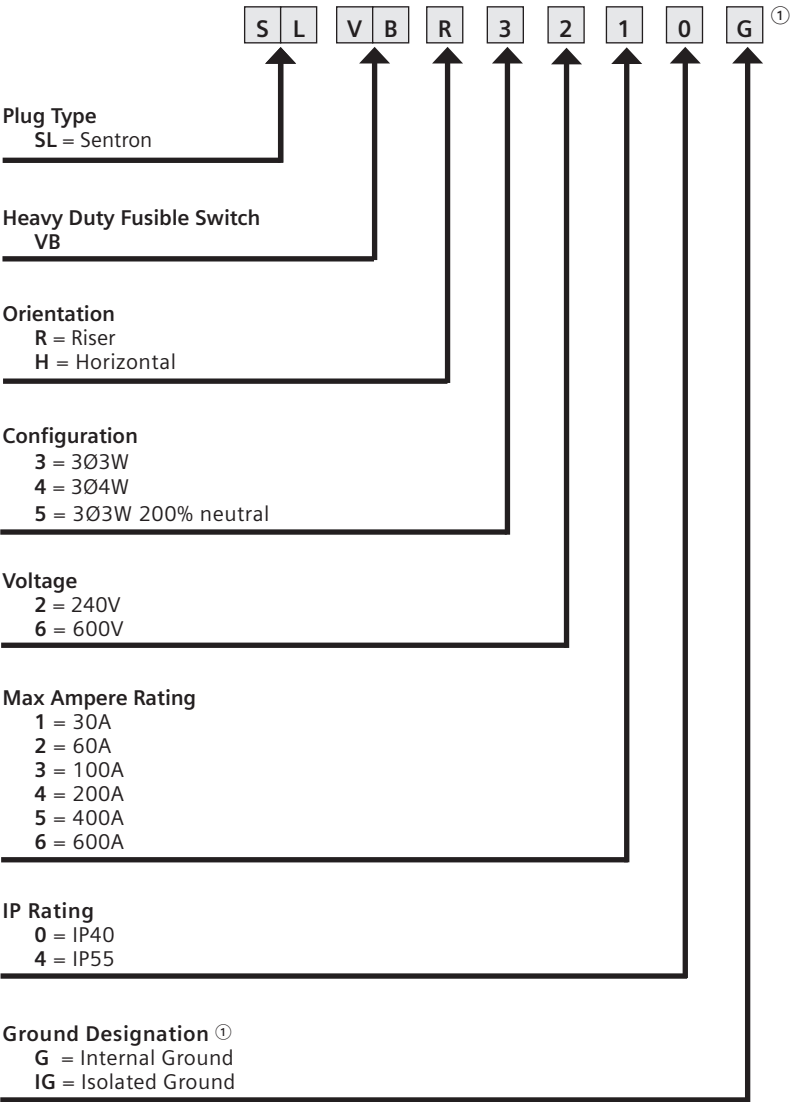 S L V B R 3 2 1 0 G ①
Plug Type
SL = Sentron
Heavy Duty Fusible Switch
VB
Orientation
R = Riser
H = Horizontal
Configuration
3 = 3Ø3W
4 = 3Ø4W
5 = 3Ø3W 200% neutral
Voltage
2 = 240V
6 = 600V
Max Ampere Rating
1 = 30A
2 = 60A
3 = 100A
4 = 200A
5 = 400A
6 = 600A
IP Rating
0 = IP40
4 = IP55
Ground Designation ①
G = Internal Ground
IG = Isolated Ground